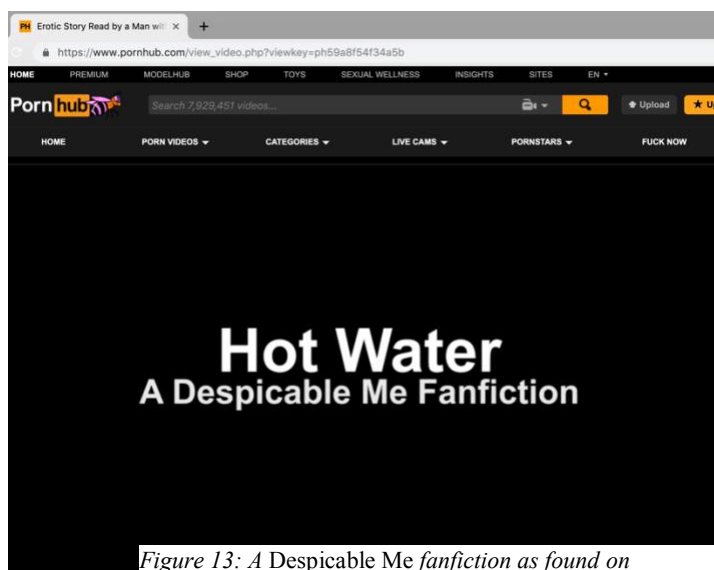 PH Erotic Story Read by a Man wit × +
https://www.pornhub.com/view_video.php?viewkey=ph59a8f54f34a5b
HOME PREMIUM MODELHUB SHOP TOYS SEXUAL WELLNESS INSIGHTS SITES EN
Porn hub Search 7,929,451 videos... Upload
HOME PORN VIDEOS CATEGORIES LIVE CAMS PORNSTARS FUCK NOW
Hot Water
A Despicable Me Fanfiction
Figure 13: A Despicable Me fanfiction as found on